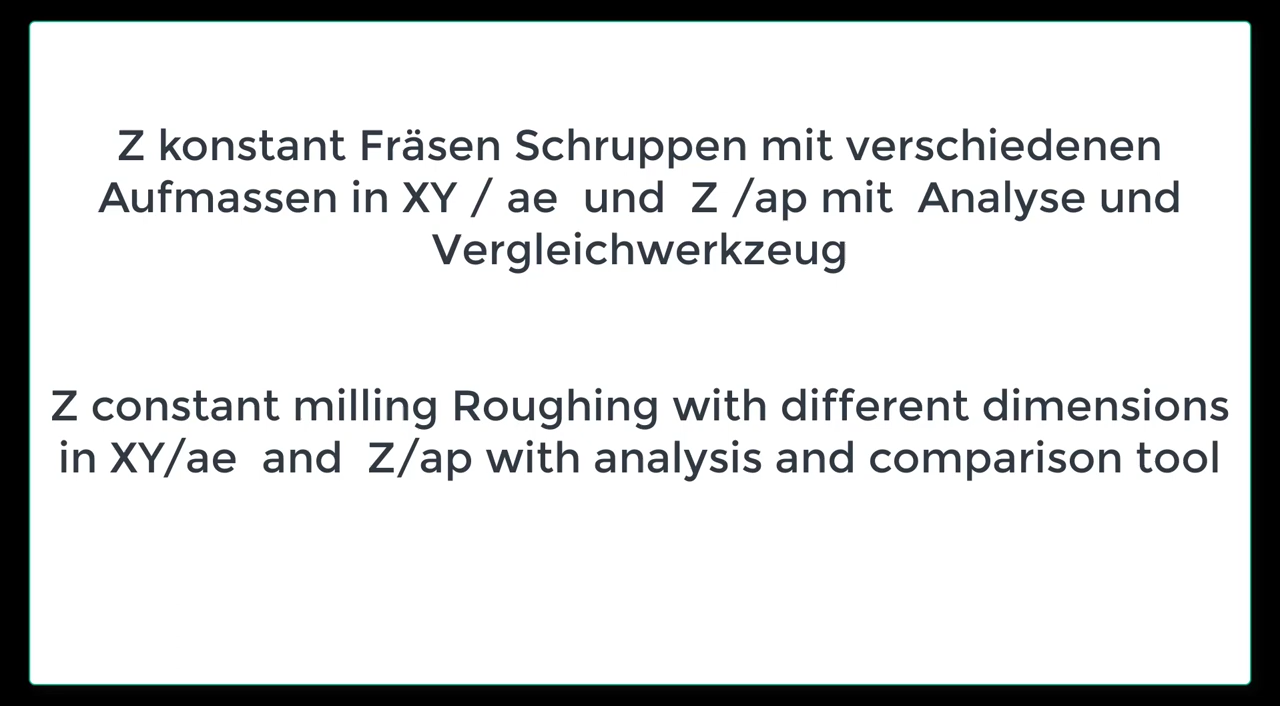 Z konstant Fräsen Schruppen mit verschiedenen
Aufmassen in XY / ae  und  Z /ap mit  Analyse und
Vergleichwerkzeug
Z constant milling Roughing with different dimensions
in XY/ae  and  Z/ap with analysis and comparison tool